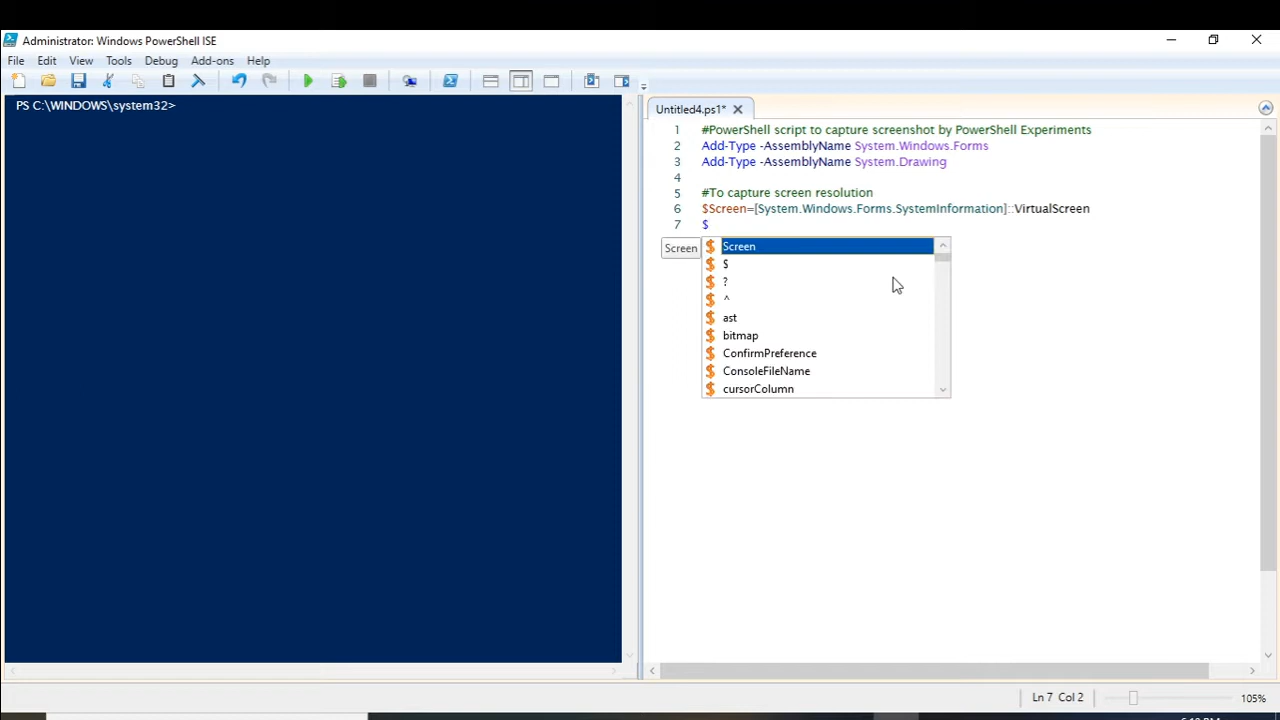 Administrator: Windows PowerShell ISE
File Edit View Tools Debug Add-ons Help
PS C:\WINDOWS\system32>
Untitled4.ps1*
1 #PowerShell script to capture screenshot by PowerShell Experiments
2 Add-Type -AssemblyName System.Windows.Forms
3 Add-Type -AssemblyName System.Drawing
4
5 #To capture screen resolution
6 $Screen=[System.Windows.Forms.SystemInformation]::VirtualScreen
7 $
Screen
Screen
$
?
^
ast
bitmap
ConfirmPreference
ConsoleFileName
cursorColumn
Ln 7 Col 2
105%